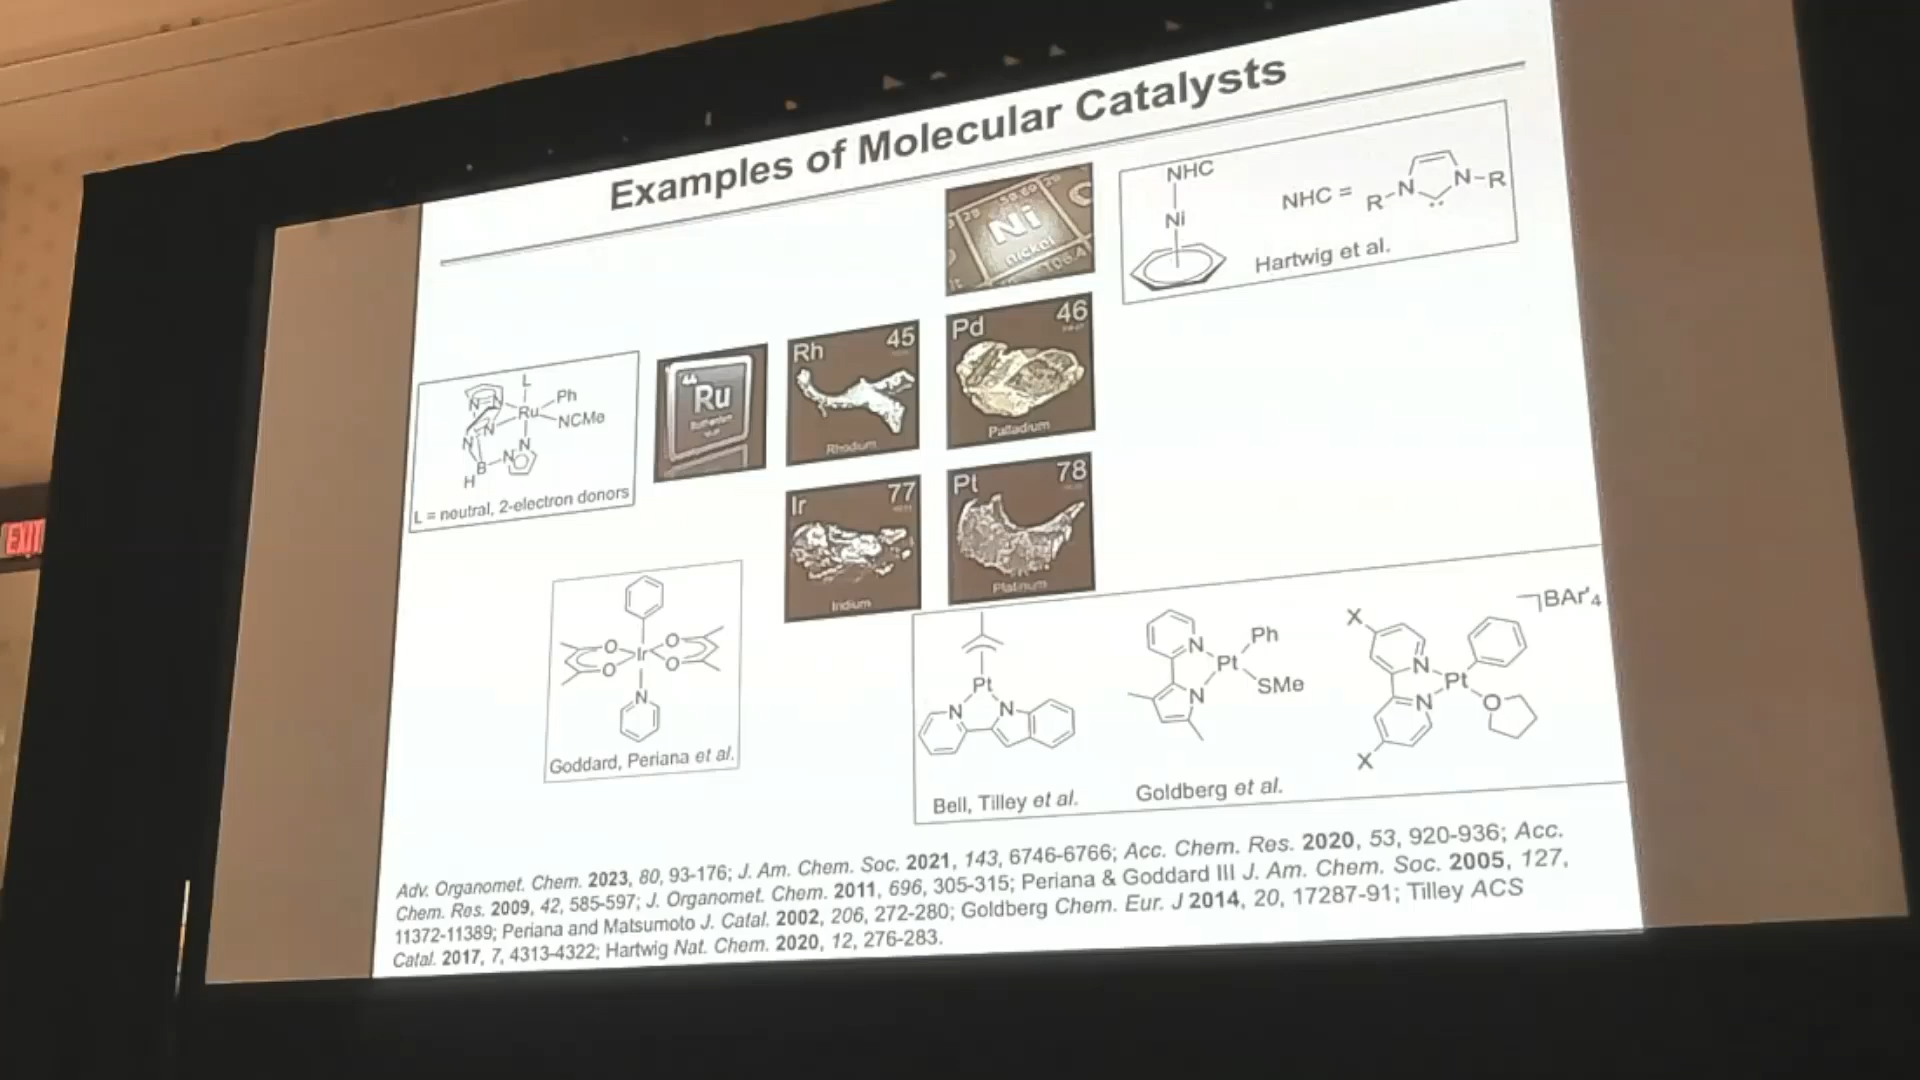 Examples of Molecular Catalysts
NHC
Ni
NHC =
R-N
N-R
Hartwig et al.
Ni
nickel
Pd
46
Palladium
Rh
45
Rhodium
44
Ru
L
Ph
Ru
NCMe
N
N
N
N
N
N
B
H
L = neutral, 2-electron donors
Ir
77
Iridium
Pt
78
Platinum
O
O
Ir
O
O
N
Goddard, Periana et al.
Pt
N
N
Bell, Tilley et al.
N
Ph
Pt
N
SMe
Goldberg et al.
X
BAr'4
N
Pt
N
O
X
Adv. Organomet. Chem. 2023, 80, 93-176; J. Am. Chem. Soc. 2021, 143, 6746-6766; Acc. Chem. Res. 2020, 53, 920-936; Acc.
Chem. Res. 2009, 42, 585-597; J. Organomet. Chem. 2011, 696, 305-315; Periana & Goddard III J. Am. Chem. Soc. 2005, 127,
11372-11389; Periana and Matsumoto J. Catal. 2002, 206, 272-280; Goldberg Chem. Eur. J 2014, 20, 17287-91; Tilley ACS
Catal. 2017, 7, 4313-4322; Hartwig Nat. Chem. 2020, 12, 276-283.
EXIT